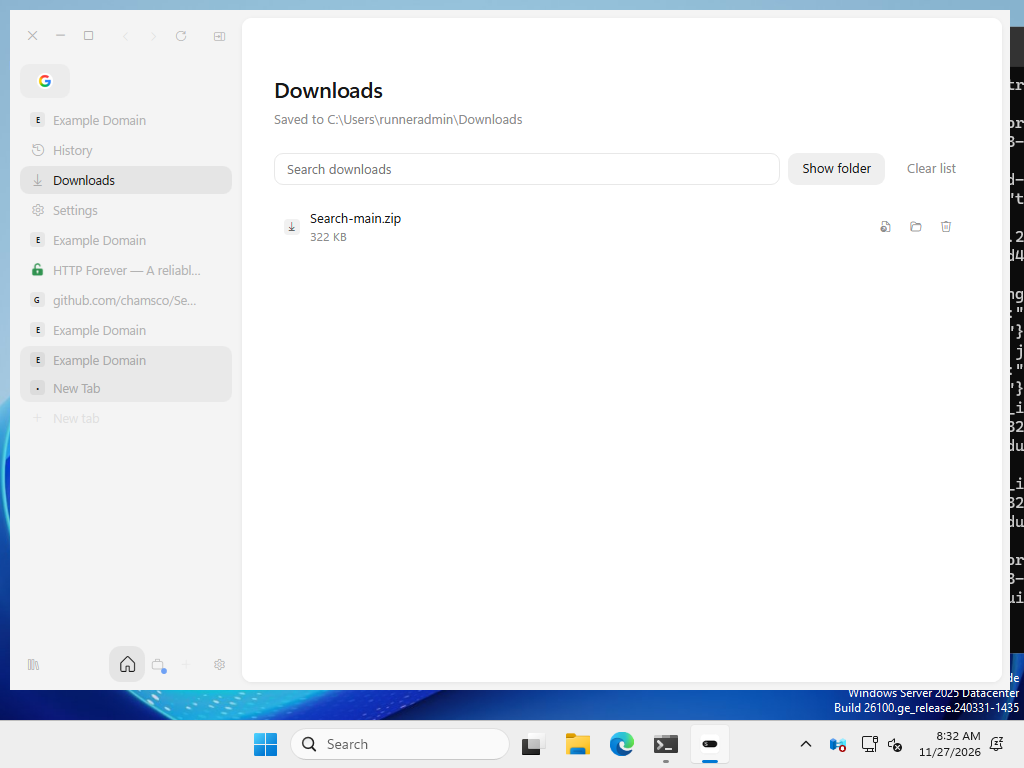 Downloads
Saved to C:\Users\runneradmin\Downloads
Search downloads
Show folder
Clear list
Search-main.zip
322 KB
E Example Domain
History
Downloads
Settings
E Example Domain
HTTP Forever — A reliabl...
G github.com/chamsco/Se...
E Example Domain
E Example Domain
New Tab
+ New tab
Windows Server 2025 Datacenter
Build 26100.ge_release.240331-1435
Search
8:32 AM
11/27/2026